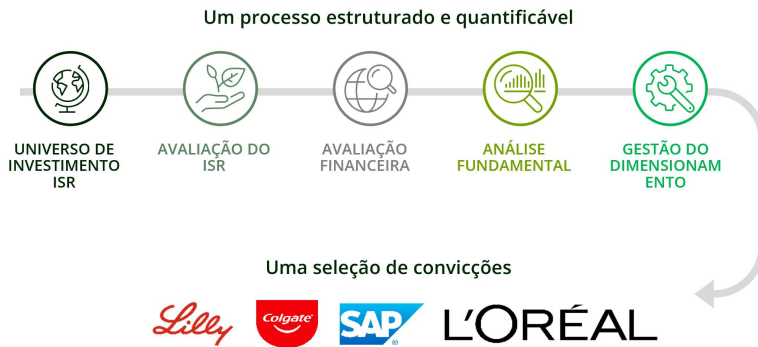 Um processo estruturado e quantificável
UNIVERSO DE
INVESTIMENTO
ISR
AVALIAÇÃO DO
ISR
AVALIAÇÃO
FINANCEIRA
ANÁLISE
FUNDAMENTAL
GESTÃO DO
DIMENSIONAM
ENTO
Uma seleção de convicções
Lilly
Colgate
SAP®
L'ORÉAL